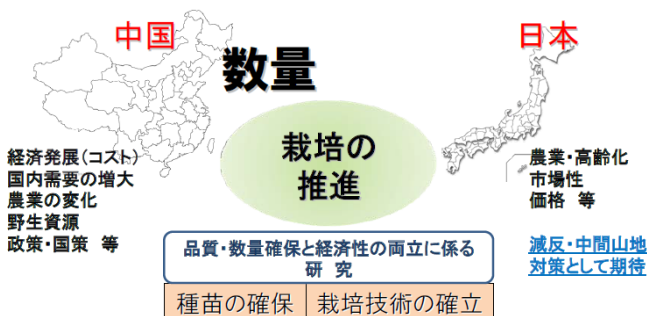 中国
日本
数量
栽培の
推進
経済発展(コスト)
国内需要の増大
農業の変化
野生資源
政策・国策 等
農業・高齢化
市場性
価格 等
減反・中間山地
対策として期待
品質・数量確保と経済性の両立に係る
研 究
種苗の確保
栽培技術の確立